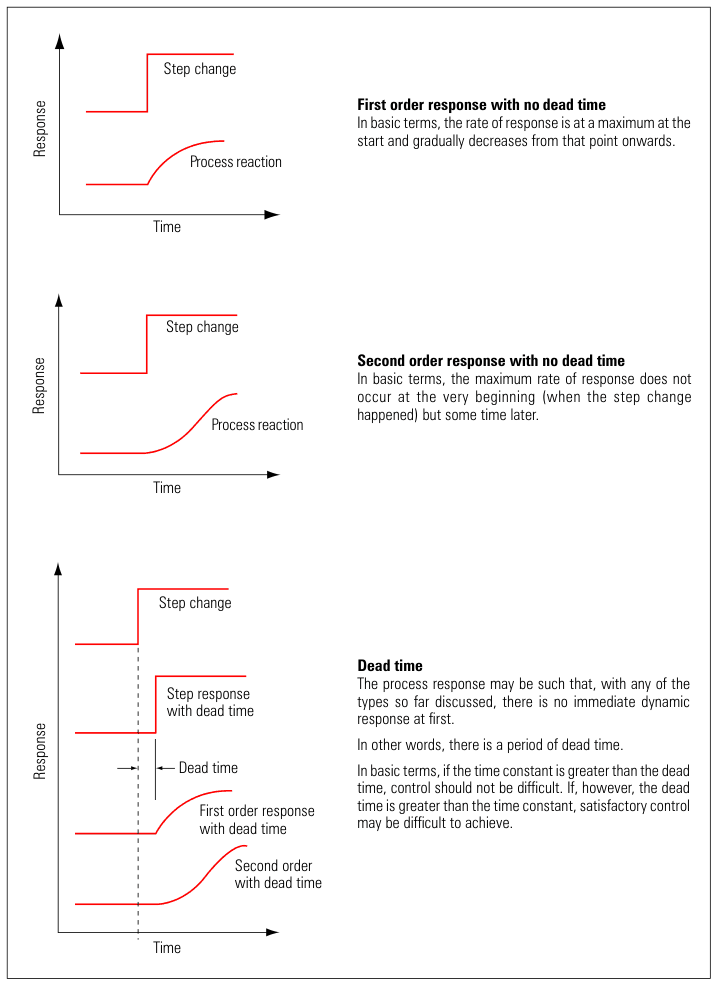 Response
Step change
Process reaction
Time
First order response with no dead time
In basic terms, the rate of response is at a maximum at the
start and gradually decreases from that point onwards.
Response
Step change
Process reaction
Time
Second order response with no dead time
In basic terms, the maximum rate of response does not
occur at the very beginning (when the step change
happened) but some time later.
Response
Step change
Step response
with dead time
Dead time
First order response
with dead time
Second order
with dead time
Time
Dead time
The process response may be such that, with any of the
types so far discussed, there is no immediate dynamic
response at first.
In other words, there is a period of dead time.
In basic terms, if the time constant is greater than the dead
time, control should not be difficult. If, however, the dead
time is greater than the time constant, satisfactory control
may be difficult to achieve.